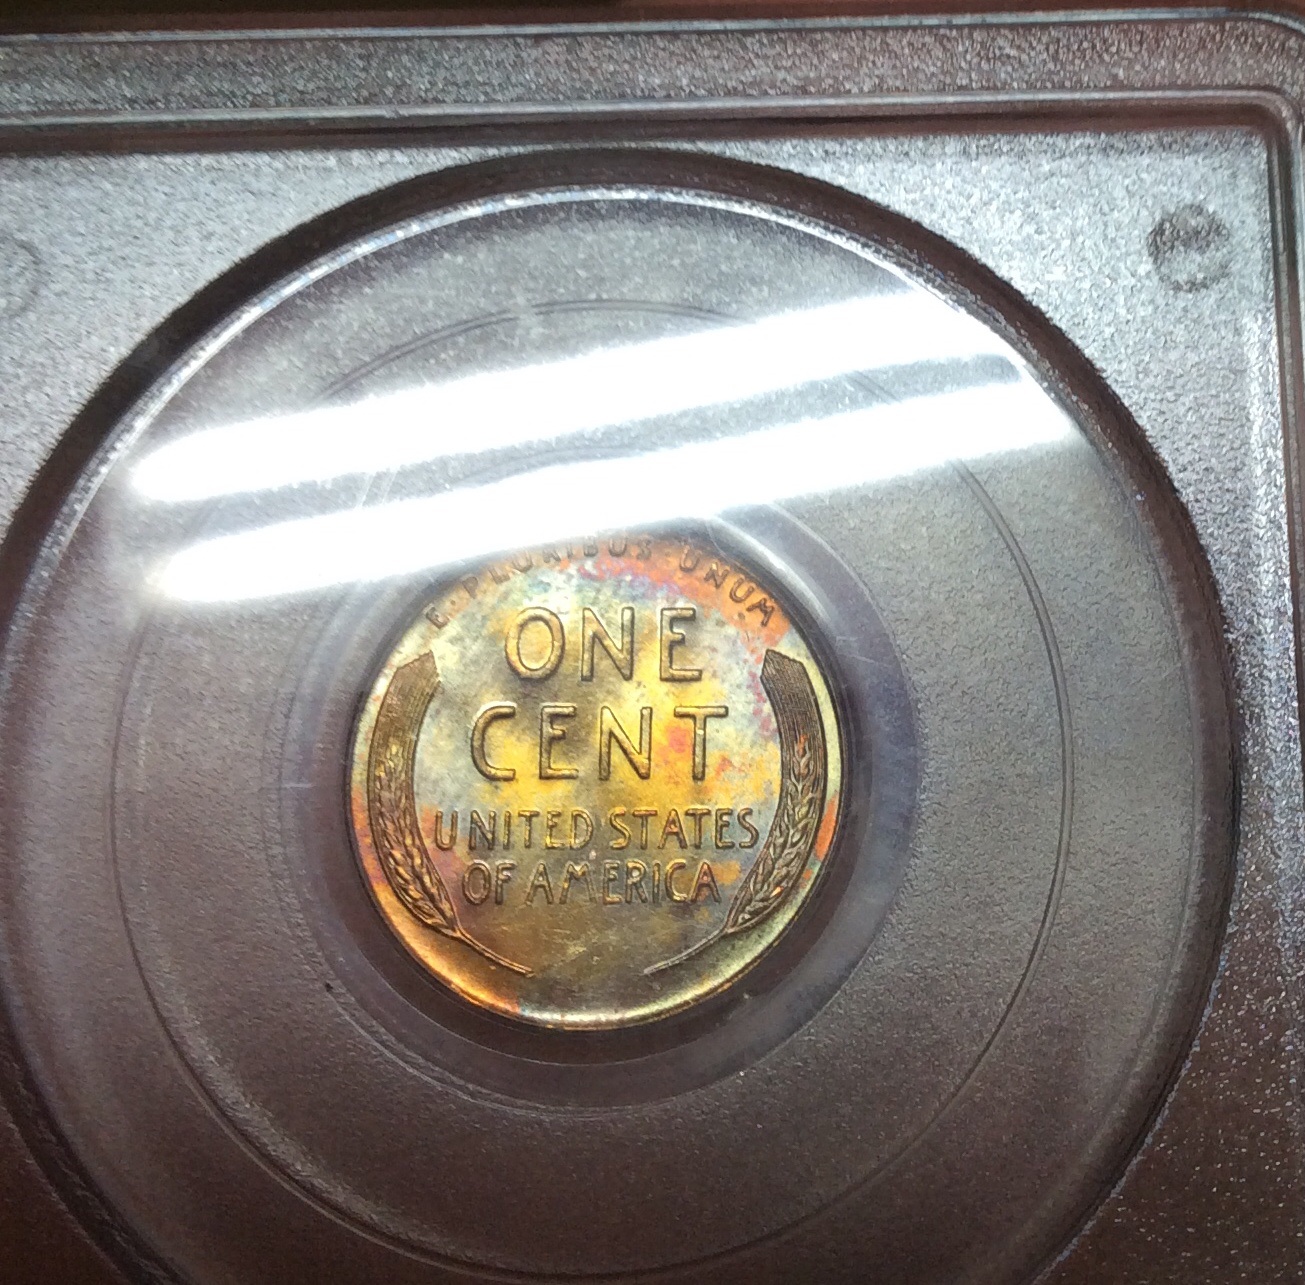 E · PLURIBUS UNUM
ONE
CENT
UNITED STATES
OF AMERICA